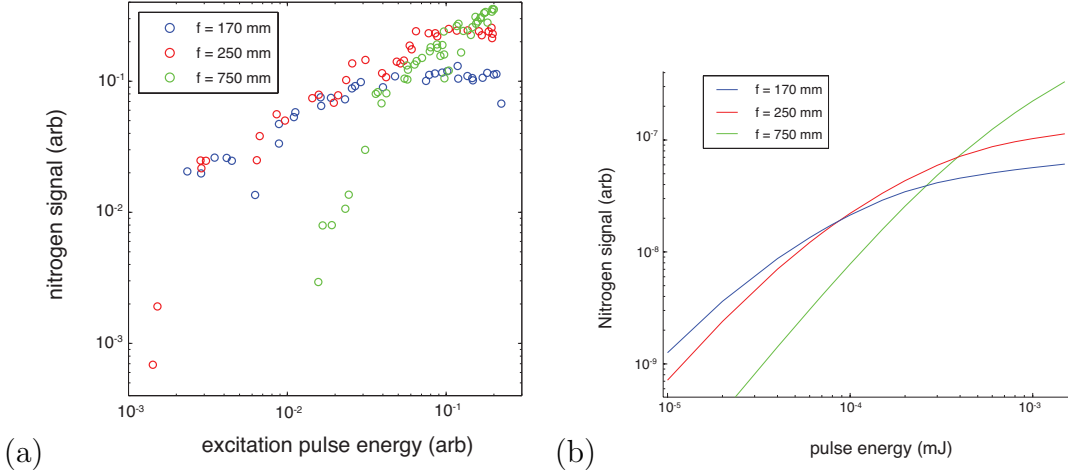 f = 170 mm
f = 250 mm
f = 750 mm
nitrogen signal (arb)
10^-1
10^-2
10^-3
10^-3
10^-2
10^-1
excitation pulse energy (arb)
(a)
f = 170 mm
f = 250 mm
f = 750 mm
Nitrogen signal (arb)
10^-7
10^-8
10^-9
10^-5
10^-4
10^-3
pulse energy (mJ)
(b)